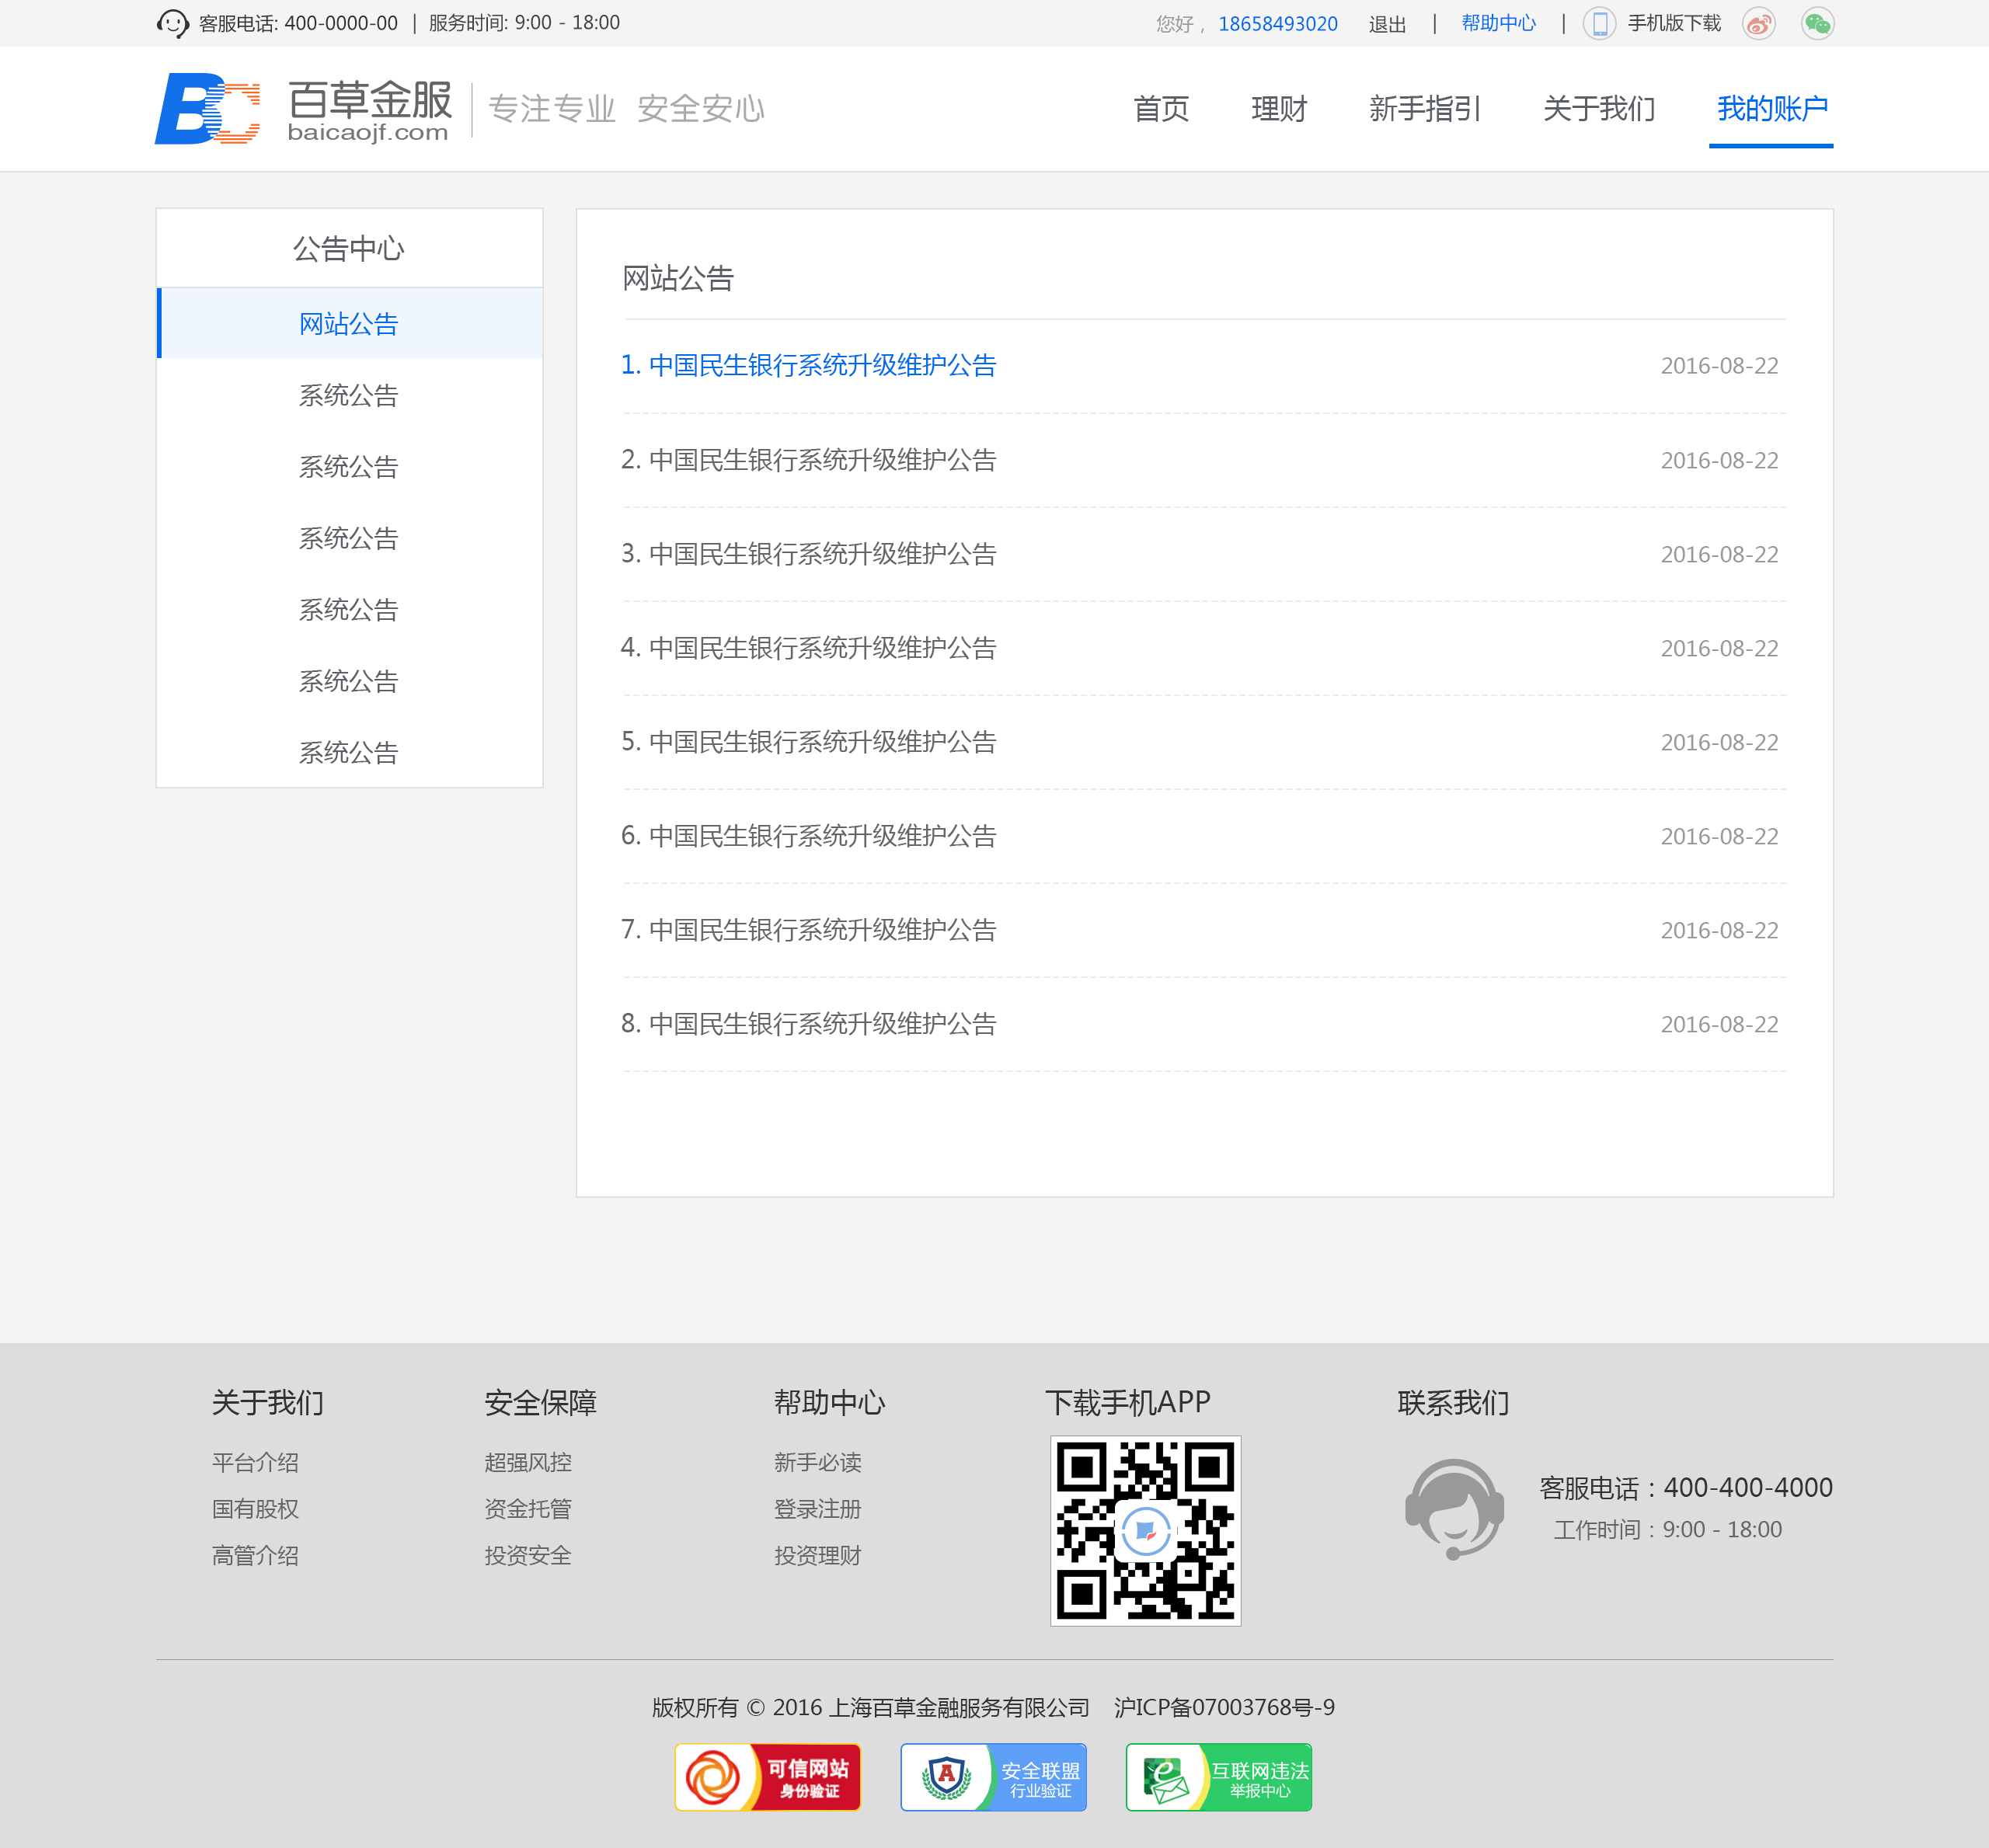 客服电话: 400-0000-00 | 服务时间: 9:00 - 18:00
您好， 18658493020 退出 | 帮助中心 | 手机版下载
BC 百草金服 专注专业 安全安心
baicaojf.com
首页 理财 新手指引 关于我们 我的账户
公告中心
网站公告
系统公告
系统公告
系统公告
系统公告
系统公告
系统公告
网站公告
1. 中国民生银行系统升级维护公告 2016-08-22
2. 中国民生银行系统升级维护公告 2016-08-22
3. 中国民生银行系统升级维护公告 2016-08-22
4. 中国民生银行系统升级维护公告 2016-08-22
5. 中国民生银行系统升级维护公告 2016-08-22
6. 中国民生银行系统升级维护公告 2016-08-22
7. 中国民生银行系统升级维护公告 2016-08-22
8. 中国民生银行系统升级维护公告 2016-08-22
关于我们
平台介绍
国有股权
高管介绍
安全保障
超强风控
资金托管
投资安全
帮助中心
新手必读
登录注册
投资理财
下载手机APP
联系我们
客服电话：400-400-4000
工作时间：9:00 - 18:00
版权所有 © 2016 上海百草金融服务有限公司 沪ICP备07003768号-9
可信网站
身份验证
A
安全联盟
行业验证
e
互联网违法
举报中心